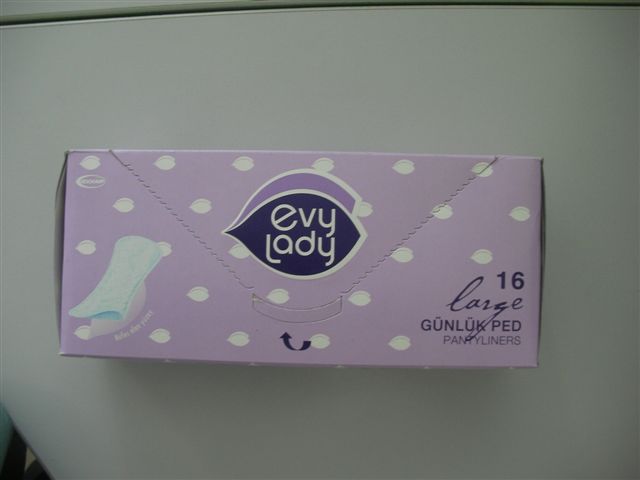 evy
lady
16
large
GÜNLÜK PED
PANTYLINERS